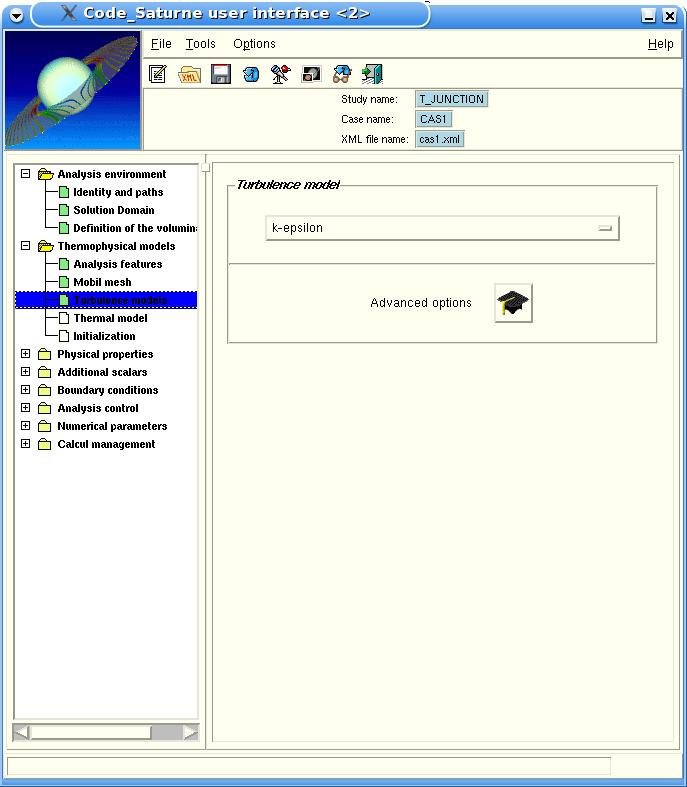 Code_Saturne user interface <2>
File Tools Options Help
XML
Study name: T_JUNCTION
Case name: CAS1
XML file name: cas1.xml
Analysis environment
Identity and paths
Solution Domain
Definition of the volumin
Thermophysical models
Analysis features
Mobil mesh
Turbulence models
Thermal model
Initialization
Physical properties
Additional scalars
Boundary conditions
Analysis control
Numerical parameters
Calcul management
Turbulence model
k-epsilon
Advanced options